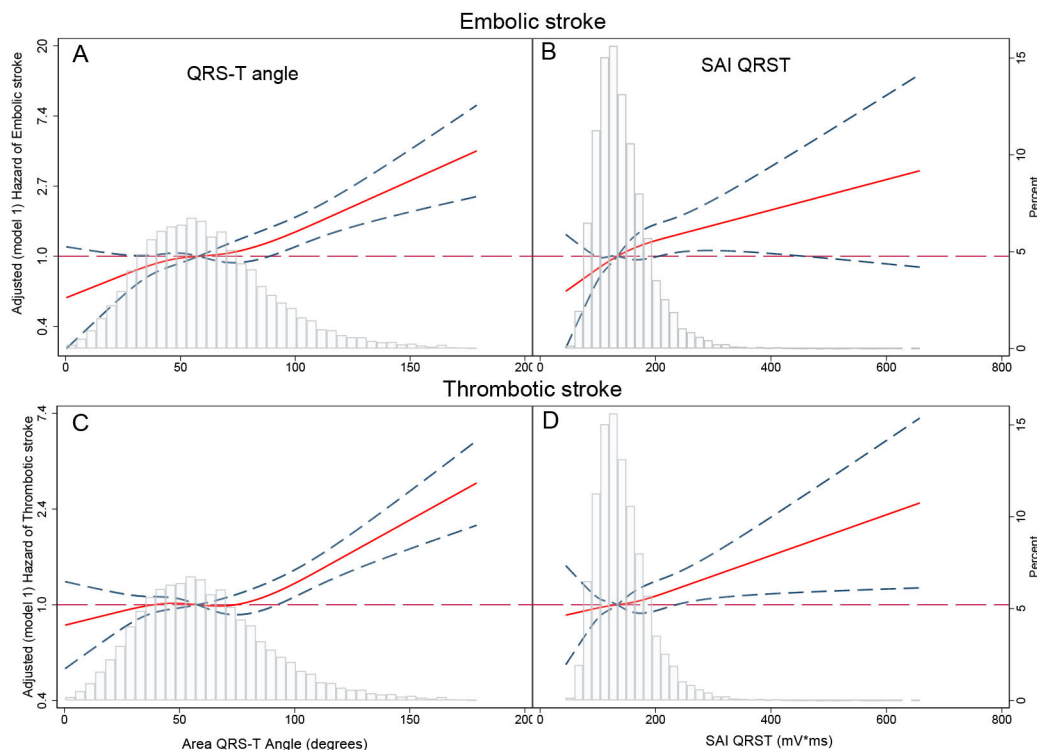 Embolic stroke
A
QRS-T angle
B
SAI QRST
Adjusted (model 1) Hazard of Embolic stroke
20
7.4
2.7
1.0
0.4
0
50
100
150
200
0
200
400
600
800
15
10
5
0
Percent
Thrombotic stroke
C
D
Adjusted (model 1) Hazard of Thrombotic stroke
7.4
2.4
1.0
0.4
0
50
100
150
200
0
200
400
600
800
15
10
5
0
Percent
Area QRS-T Angle (degrees)
SAI QRST (mV*ms)